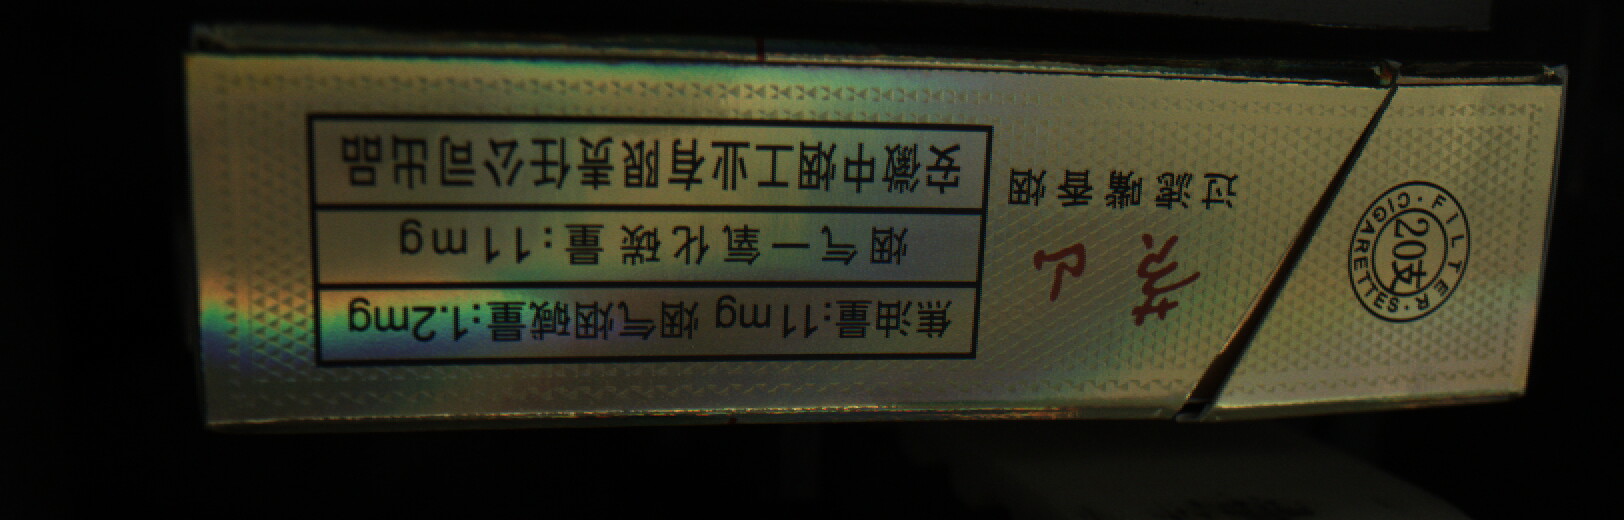 FILTER · CIGARETTES ·
20支
黄山
过滤嘴香烟
焦油量:11mg 烟气烟碱量:1.2mg
烟气一氧化碳量:11mg
安徽中烟工业有限责任公司出品